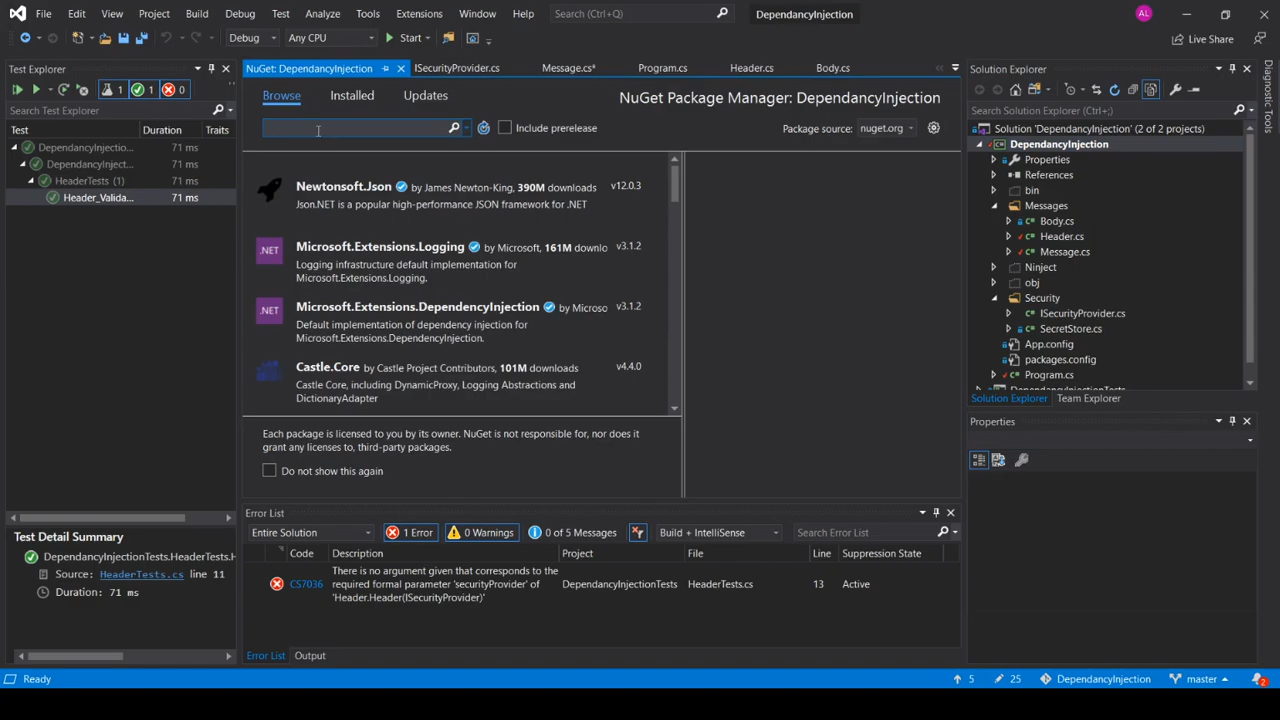 File Edit View Project Build Debug Test Analyze Tools Extensions Window Help Search (Ctrl+Q) DependancyInjection AL
Debug Any CPU Start Live Share
Test Explorer
1 1 0
Search Test Explorer
Test Duration Traits
DependancyInjectio... 71 ms
DependancyInject... 71 ms
HeaderTests (1) 71 ms
Header_Valida... 71 ms
Test Detail Summary
DependancyInjectionTests.HeaderTests.H
Source: HeaderTests.cs line 11
Duration: 71 ms
NuGet: DependancyInjection ISecurityProvider.cs Message.cs* Program.cs Header.cs Body.cs
Browse Installed Updates NuGet Package Manager: DependancyInjection
Include prerelease Package source: nuget.org
Newtonsoft.Json by James Newton-King, 390M downloads v12.0.3
Json.NET is a popular high-performance JSON framework for .NET
.NET Microsoft.Extensions.Logging by Microsoft, 161M downlo v3.1.2
Logging infrastructure default implementation for
Microsoft.Extensions.Logging.
.NET Microsoft.Extensions.DependencyInjection by Microso v3.1.2
Default implementation of dependency injection for
Microsoft.Extensions.DependencyInjection.
Castle.Core by Castle Project Contributors, 101M downloads v4.4.0
Castle Core, including DynamicProxy, Logging Abstractions and
DictionaryAdapter
Each package is licensed to you by its owner. NuGet is not responsible for, nor does it
grant any licenses to, third-party packages.
Do not show this again
Error List
Entire Solution 1 Error 0 Warnings 0 of 5 Messages Build + IntelliSense Search Error List
Code Description Project File Line Suppression State
CS7036 There is no argument given that corresponds to the
required formal parameter 'securityProvider' of
'Header.Header(ISecurityProvider)' DependancyInjectionTests HeaderTests.cs 13 Active
Error List Output
Solution Explorer
Search Solution Explorer (Ctrl+;)
Solution 'DependancyInjection' (2 of 2 projects)
DependancyInjection
Properties
References
bin
Messages
Body.cs
Header.cs
Message.cs
Ninject
obj
Security
ISecurityProvider.cs
SecretStore.cs
App.config
packages.config
Program.cs
DependancyInjectionTests
Solution Explorer Team Explorer
Properties
Diagnostic Tools
Ready 5 25 DependancyInjection master 2